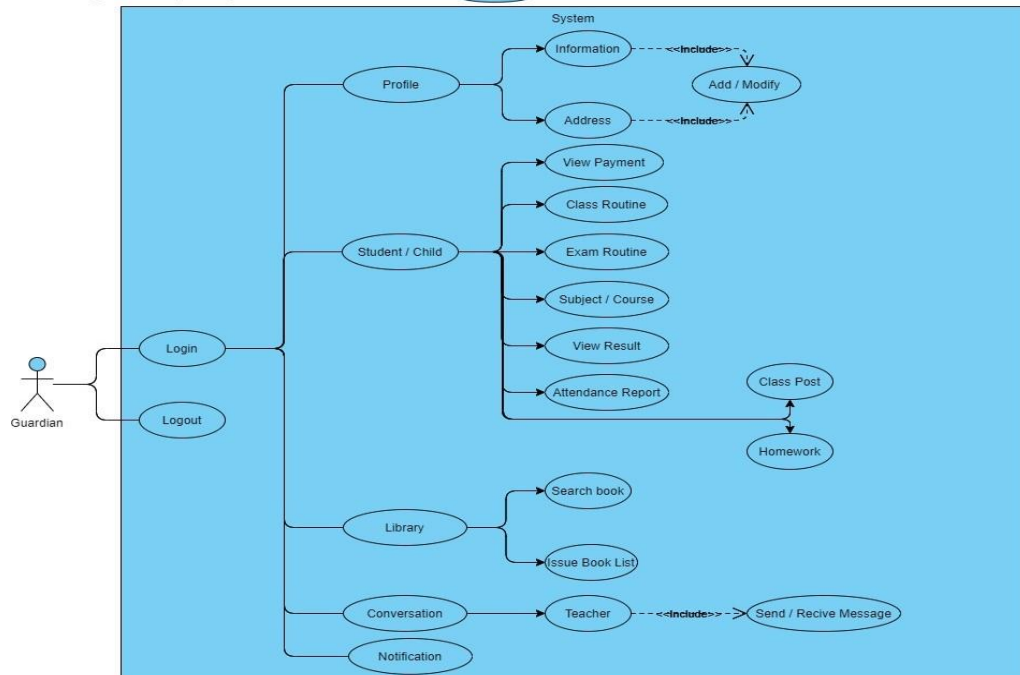 System
Information
<<Include>>
Profile
Add / Modify
Address
<<Include>>
View Payment
Class Routine
Student / Child
Exam Routine
Subject / Course
Login
View Result
Guardian
Class Post
Attendance Report
Logout
Homework
Search book
Library
Issue Book List
Conversation
Teacher
<<Include>>
Send / Recive Message
Notification